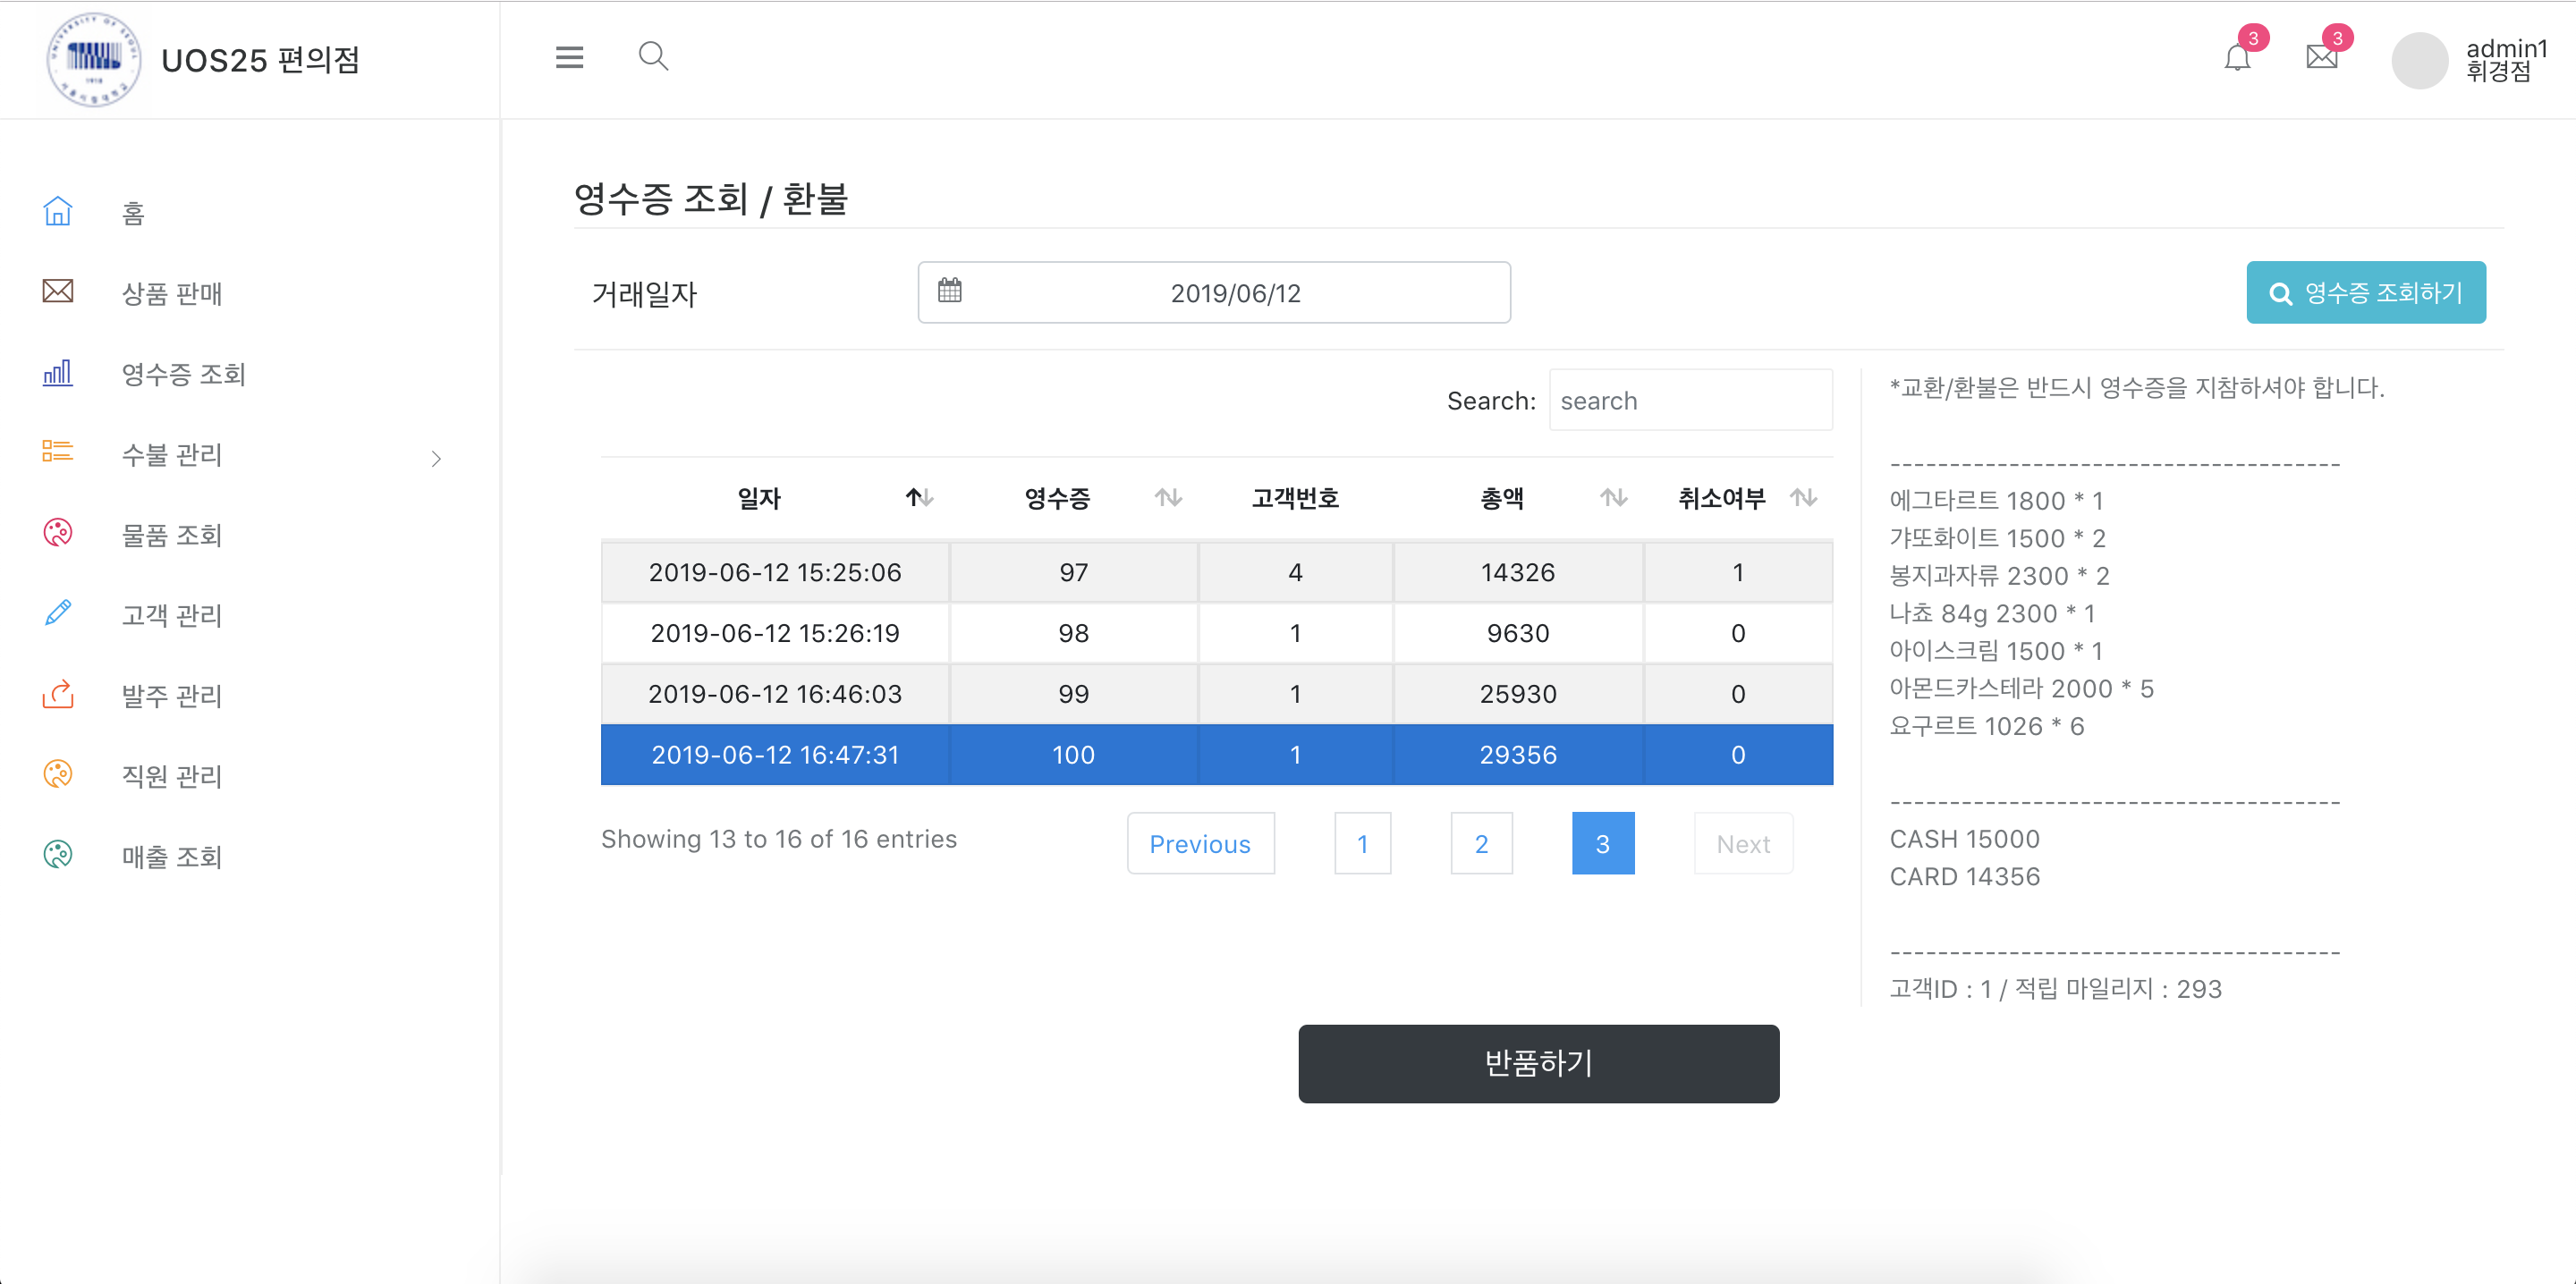 UNIVERSITY OF SEOUL
1918
서울시립대학교
UOS25 편의점
3
3
admin1
휘경점
홈
상품 판매
영수증 조회
수불 관리
물품 조회
고객 관리
발주 관리
직원 관리
매출 조회
영수증 조회 / 환불
거래일자
2019/06/12
영수증 조회하기
Search: search
일자 영수증 고객번호 총액 취소여부
2019-06-12 15:25:06 97 4 14326 1
2019-06-12 15:26:19 98 1 9630 0
2019-06-12 16:46:03 99 1 25930 0
2019-06-12 16:47:31 100 1 29356 0
Showing 13 to 16 of 16 entries
Previous 1 2 3 Next
*교환/환불은 반드시 영수증을 지참하셔야 합니다.
--------------------------------------
에그타르트 1800 * 1
갸또화이트 1500 * 2
봉지과자류 2300 * 2
나쵸 84g 2300 * 1
아이스크림 1500 * 1
아몬드카스테라 2000 * 5
요구르트 1026 * 6
--------------------------------------
CASH 15000
CARD 14356
--------------------------------------
고객ID : 1 / 적립 마일리지 : 293
반품하기